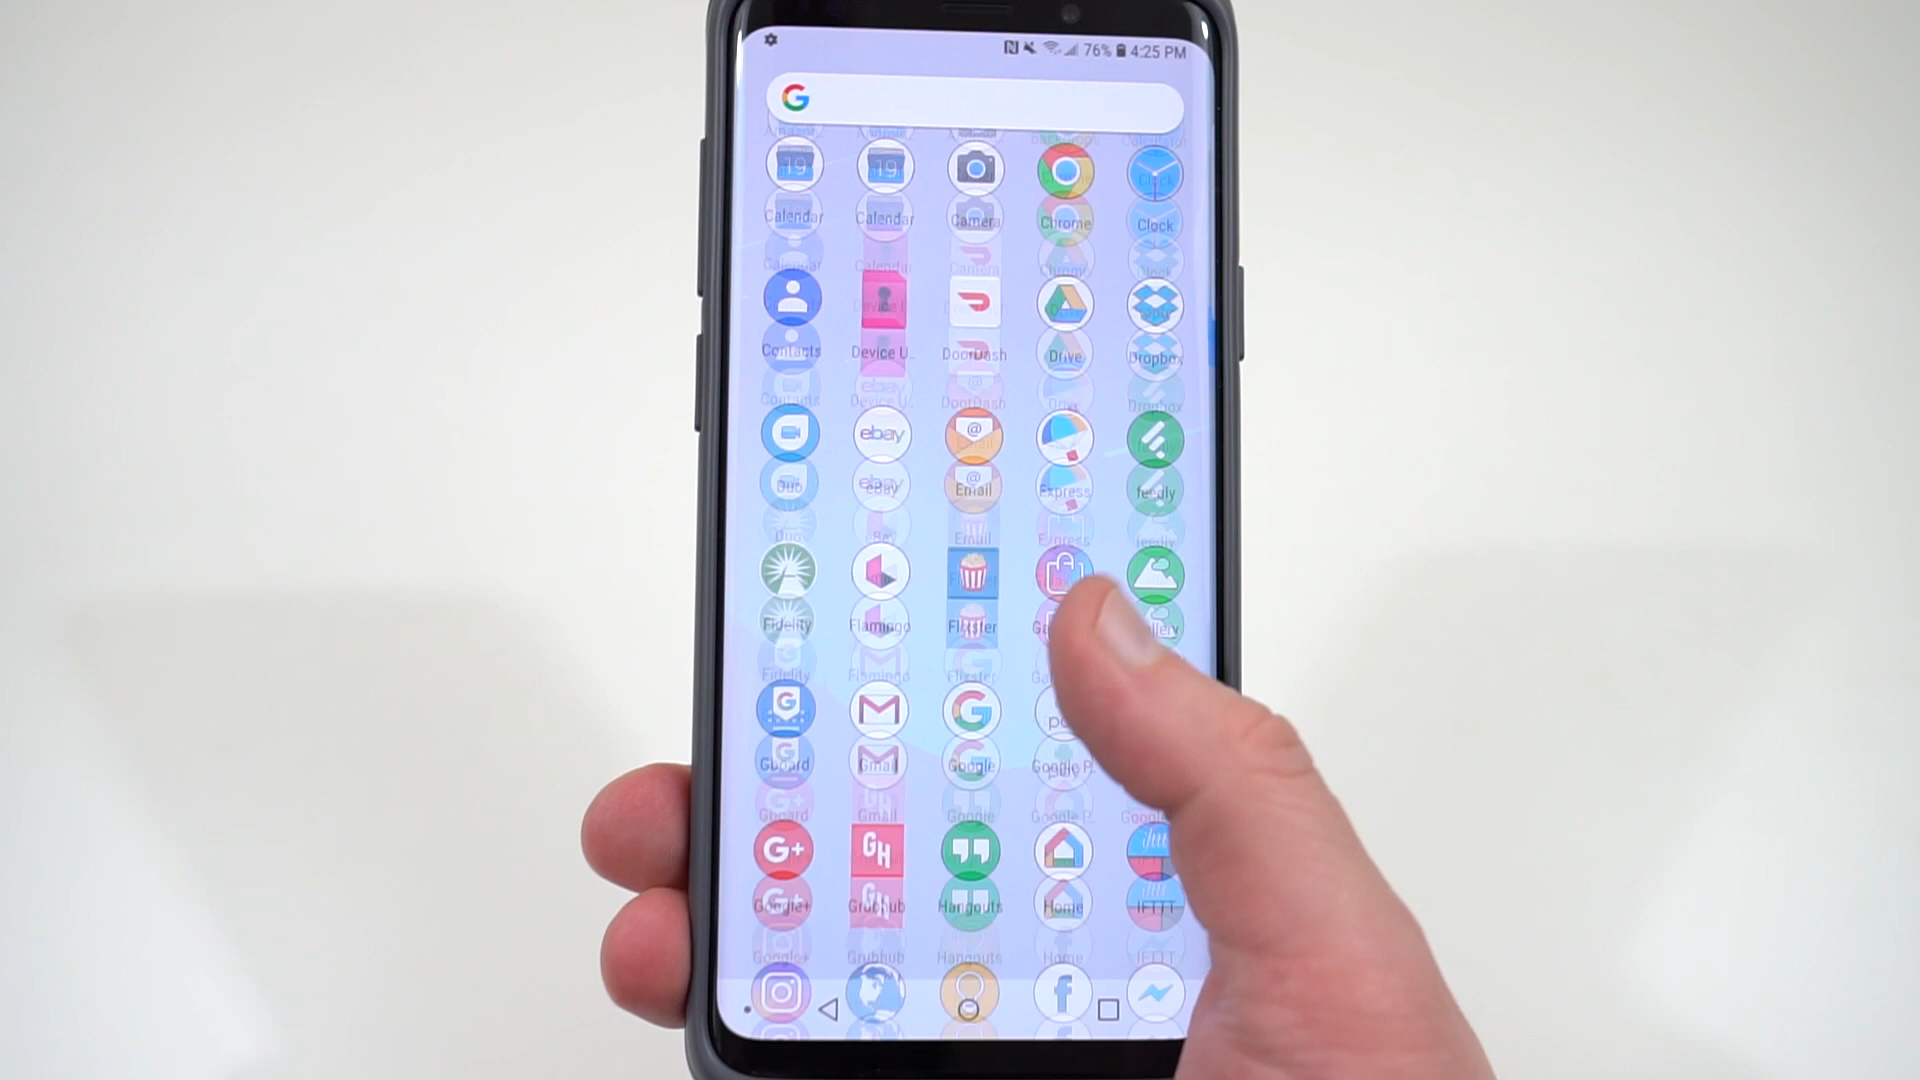 76% 4:25 PM
G
19 19
Calendar Calendar Camera Chrome Clock
Contacts Device U.. DoorDash Drive Dropbox
ebay @
Duo eBay Email Express feedly
Fidelity Flamingo Flixster
G M G
Gboard Gmail Google Google P..
G+ GH ifttt
Google+ Grubhub Hangouts Home IFTTT
f